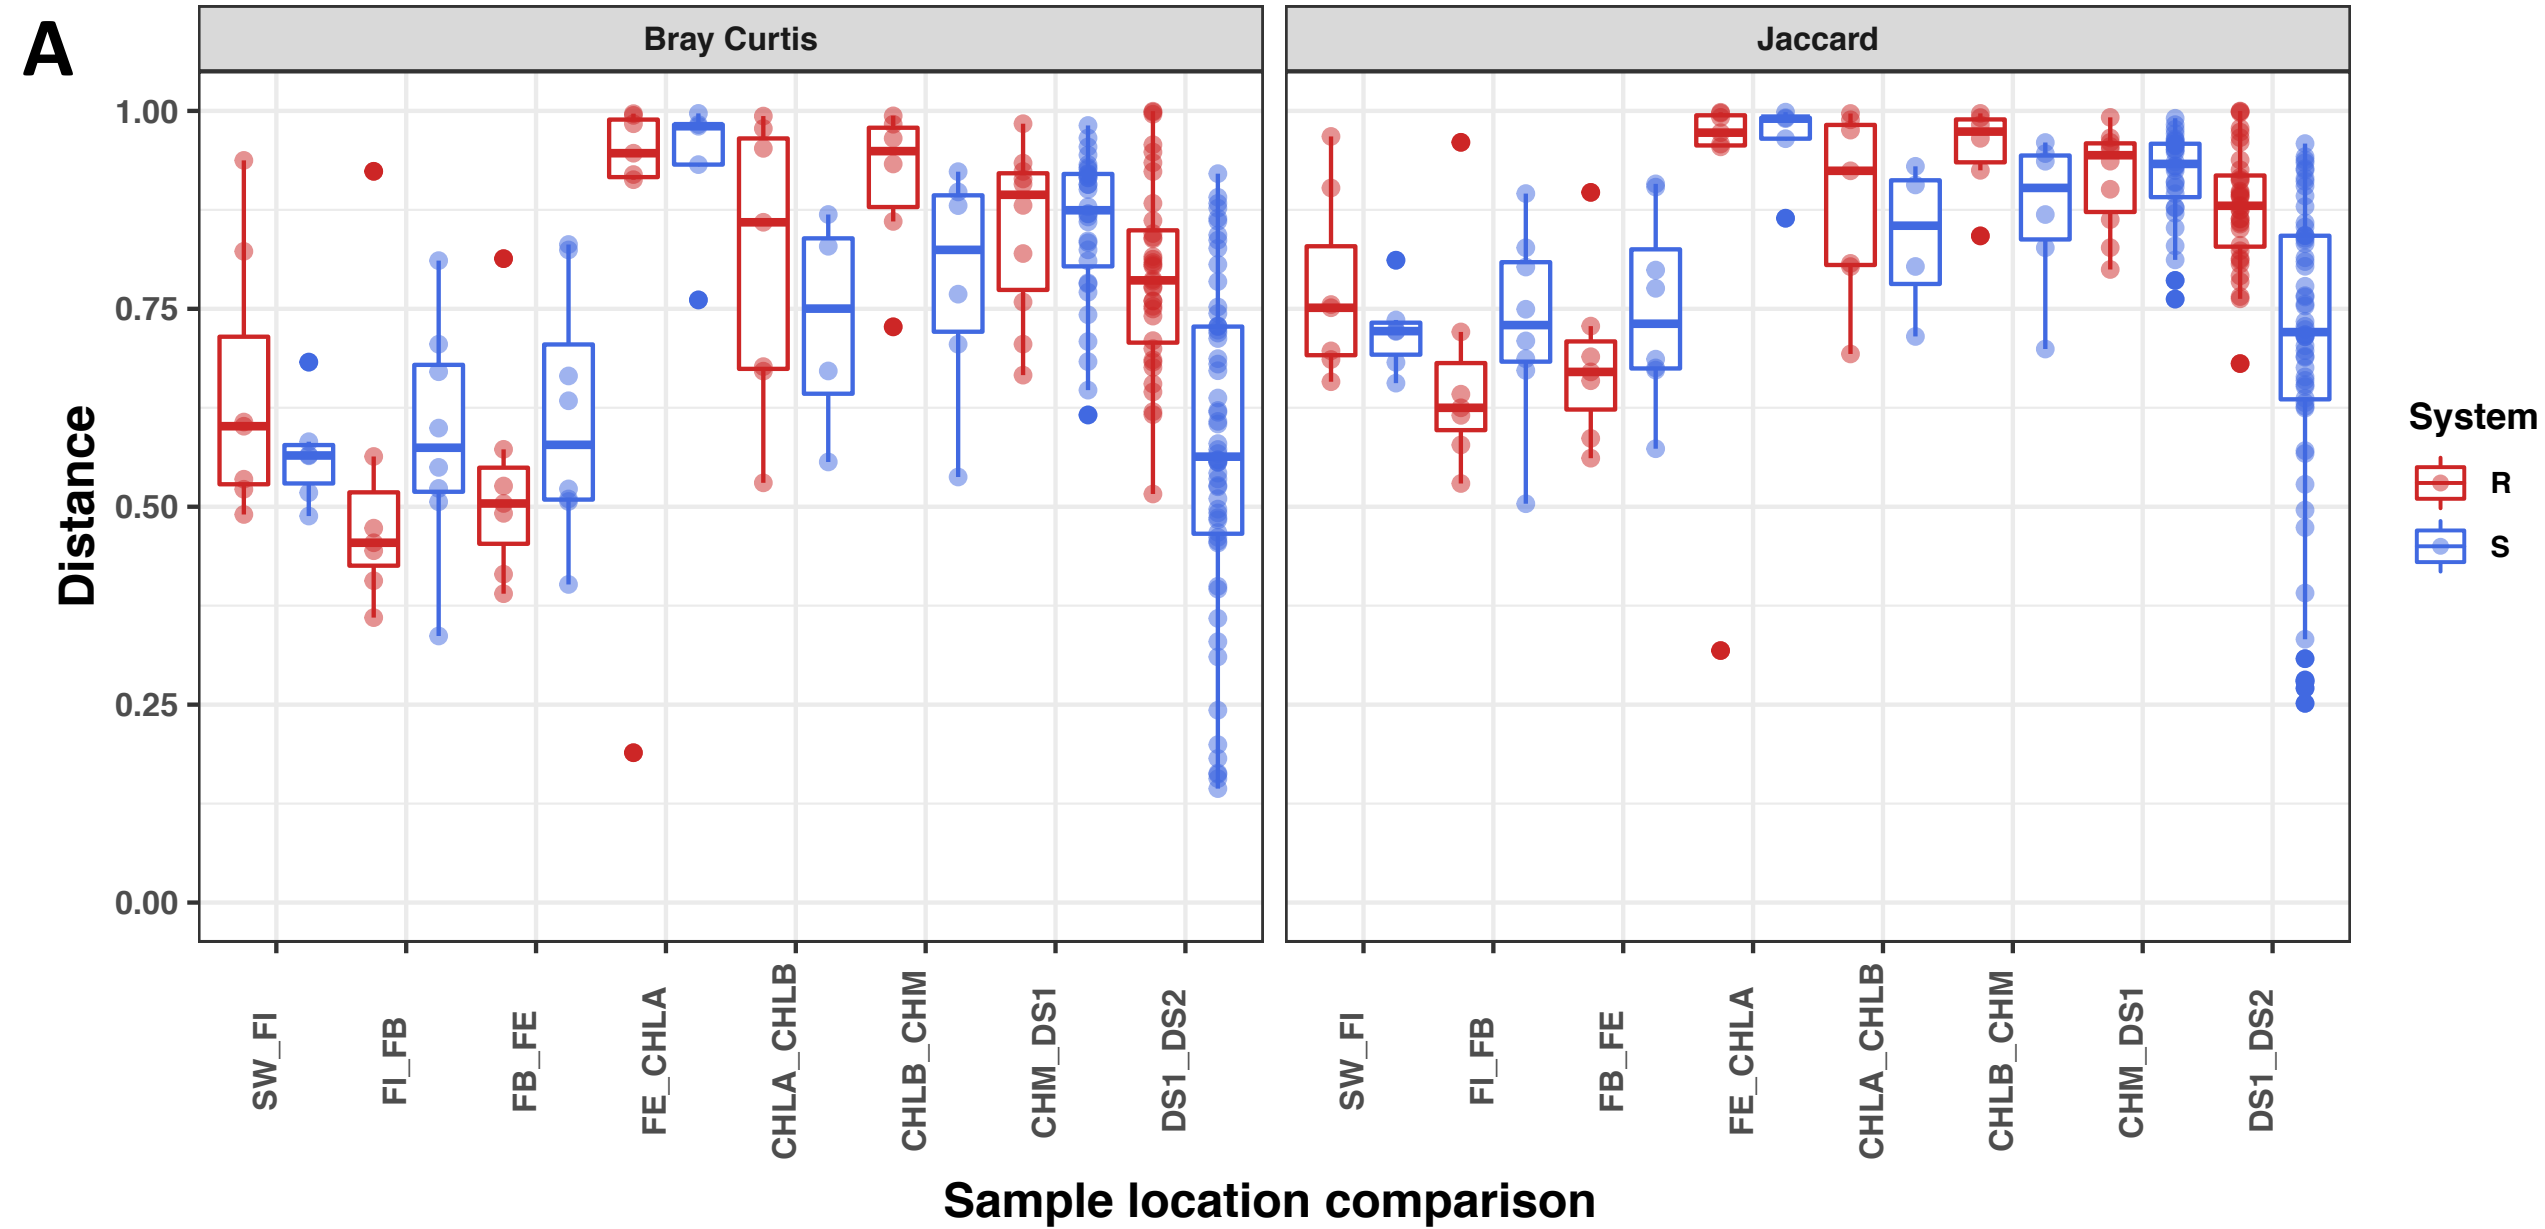 A
Bray Curtis
Jaccard
1.00
0.75
0.50
0.25
0.00
Distance
SW_FI
FI_FB
FB_FE
FE_CHLA
CHLA_CHLB
CHLB_CHM
CHM_DS1
DS1_DS2
SW_FI
FI_FB
FB_FE
FE_CHLA
CHLA_CHLB
CHLB_CHM
CHM_DS1
DS1_DS2
Sample location comparison
System
R
S